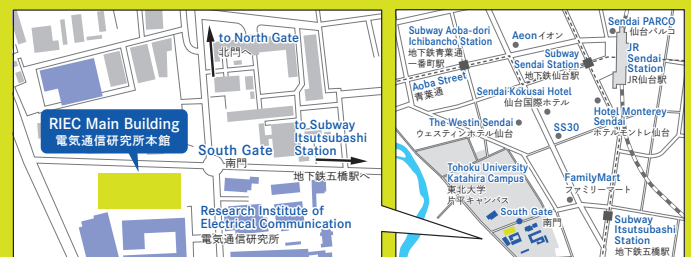 to North Gate
北門へ
RIEC Main Building
電気通信研究所本館
South Gate
南門
to Subway
Itsutsubashi
Station
地下鉄五橋駅へ
Research Institute of
Electrical Communication
電気通信研究所
Sendai PARCO
仙台パルコ
Subway Aoba-dori
Ichibancho Station
地下鉄青葉通
一番町駅
Aeon イオン
JR
Sendai
Station
JR仙台駅
Subway
Sendai Station
地下鉄仙台駅
Aoba Street
青葉通
Sendai Kokusai Hotel
仙台国際ホテル
Hotel Monterey
Sendai
ホテルモントレ仙台
The Westin Sendai
ウェスティンホテル仙台
SS30
Tohoku University
Katahira Campus
東北大学
片平キャンパス
FamilyMart
ファミリーマート
South Gate
南門
Subway
Itsutsubashi
Station
地下鉄五橋駅